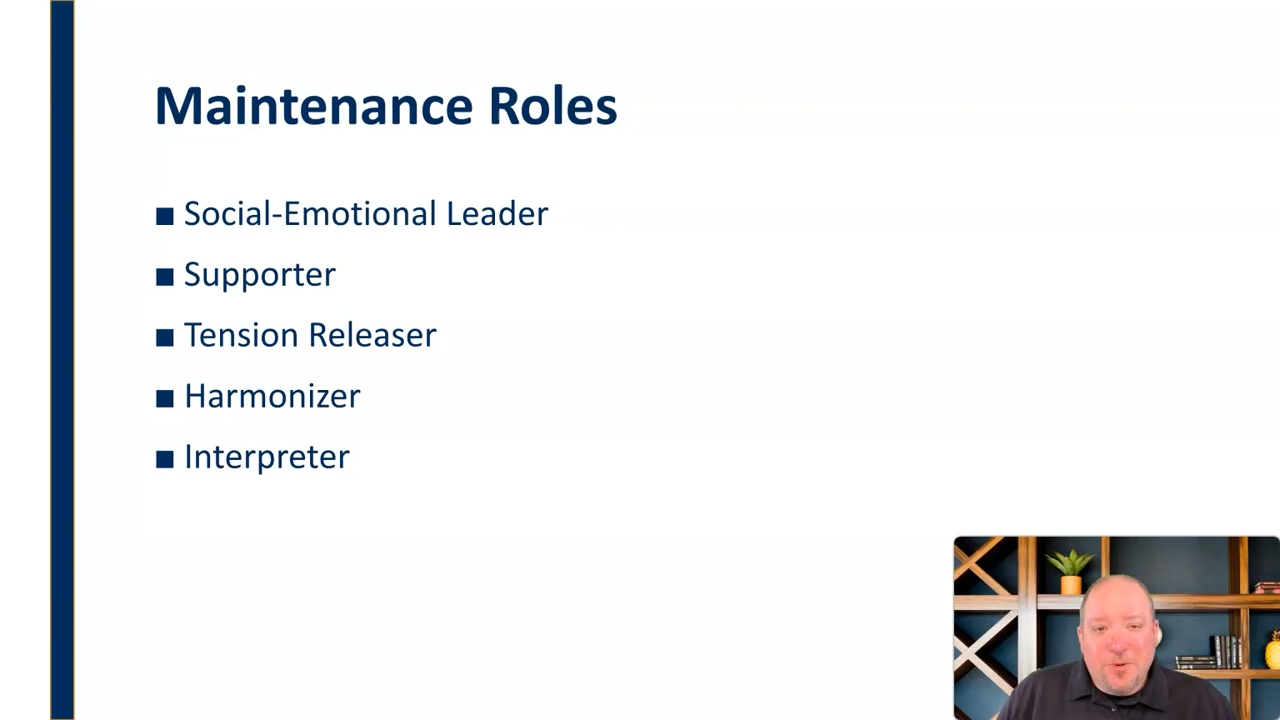 Maintenance Roles
■ Social-Emotional Leader
■ Supporter
■ Tension Releaser
■ Harmonizer
■ Interpreter